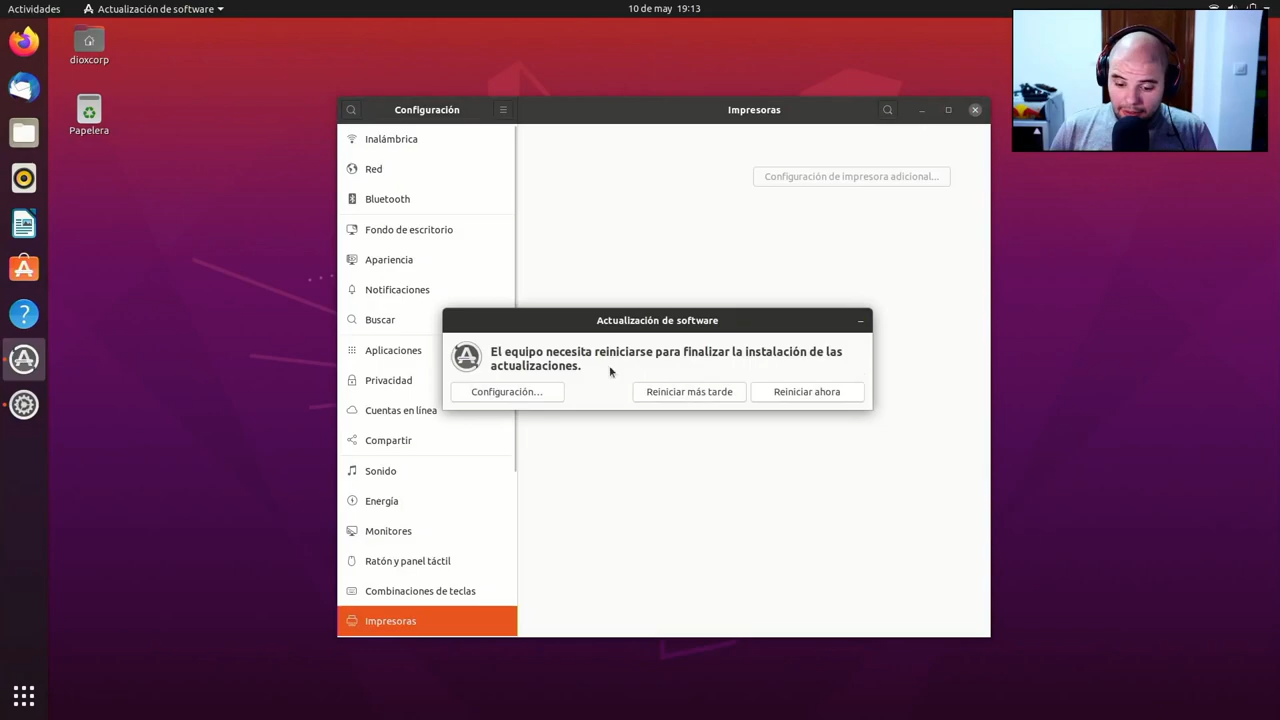 Actividades
Actualización de software
10 de may 19:13
dioxcorp
Papelera
Configuración
Impresoras
Inalámbrica
Red
Bluetooth
Fondo de escritorio
Apariencia
Notificaciones
Buscar
Aplicaciones
Privacidad
Cuentas en línea
Compartir
Sonido
Energía
Monitores
Ratón y panel táctil
Combinaciones de teclas
Impresoras
Configuración de impresora adicional...
Actualización de software
El equipo necesita reiniciarse para finalizar la instalación de las
actualizaciones.
Configuración...
Reiniciar más tarde
Reiniciar ahora